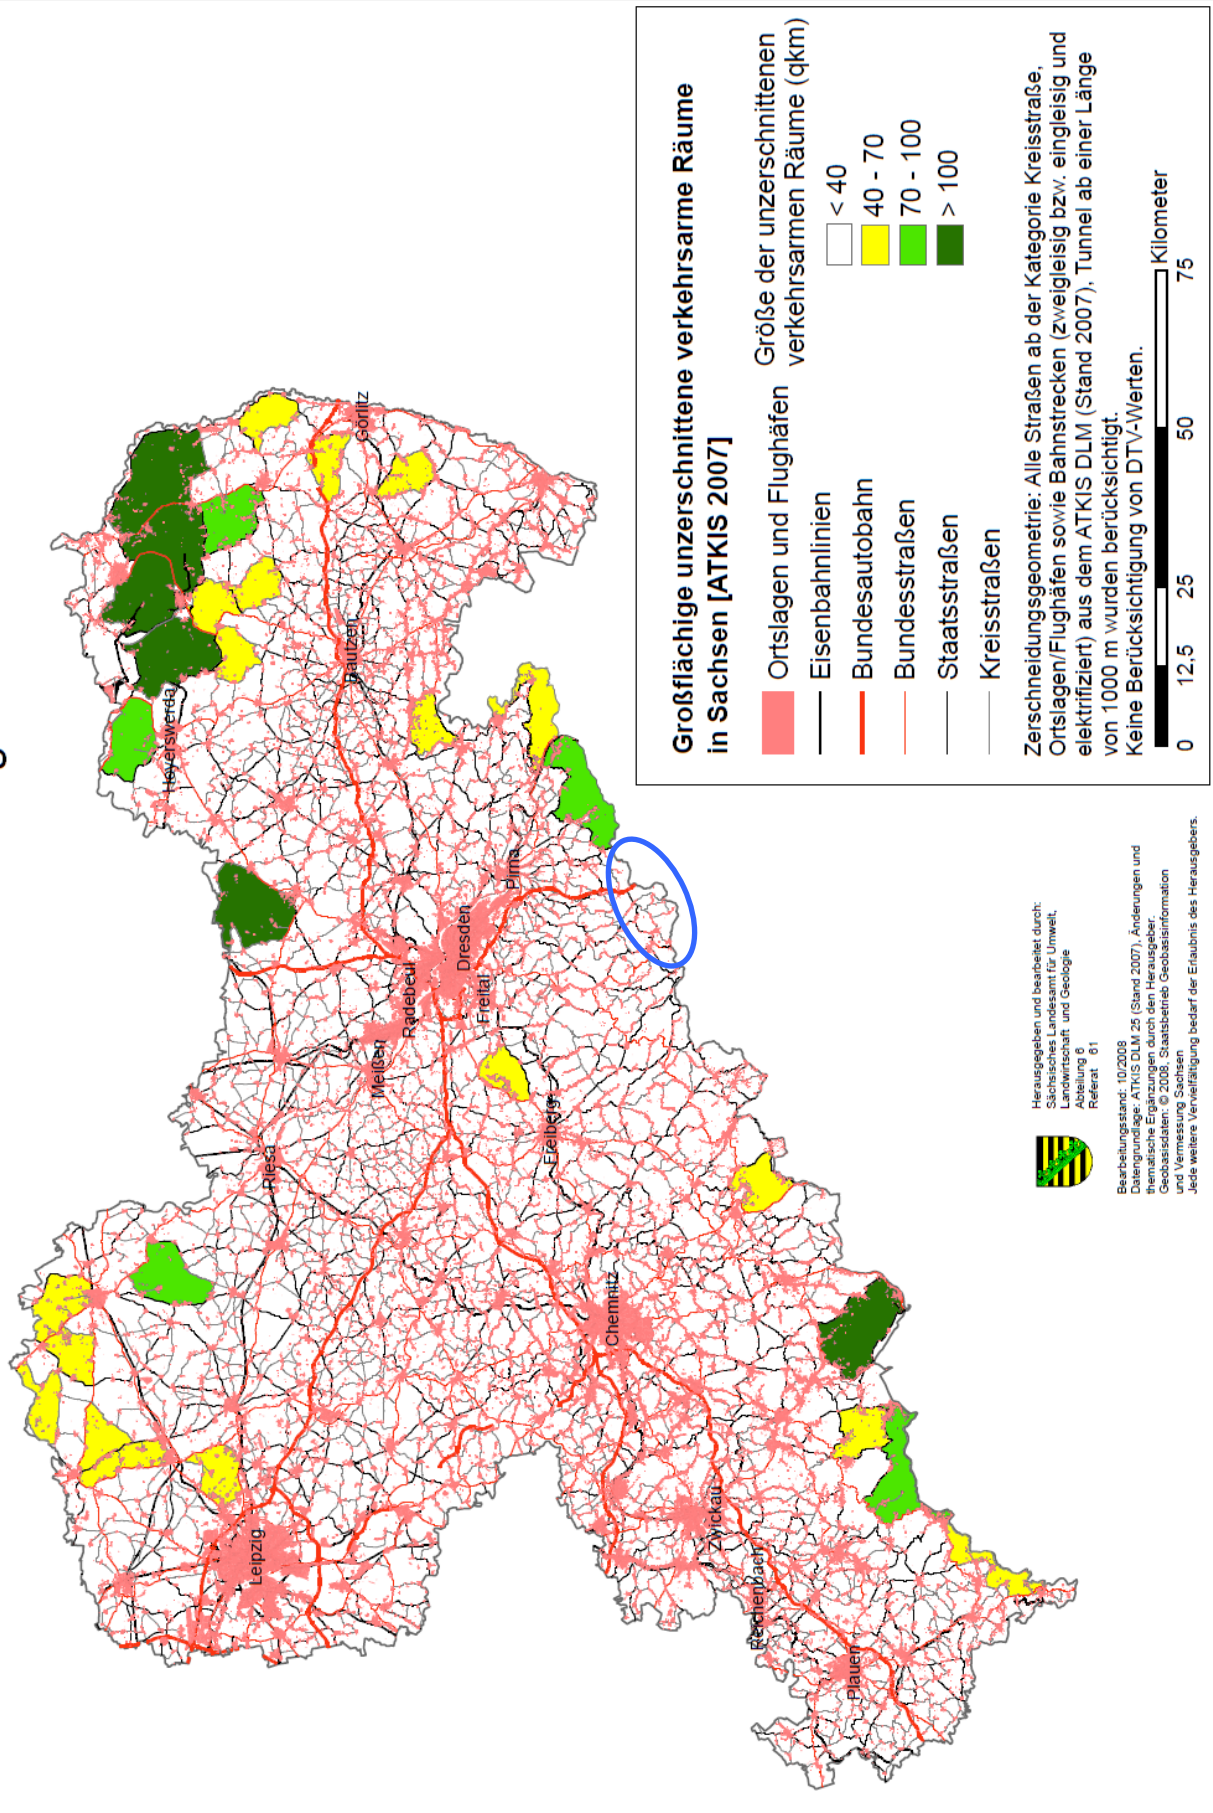 Großflächige unzerschnittene verkehrsarme Räume
in Sachsen [ATKIS 2007]
Ortslagen und Flughäfen
Eisenbahnlinien
Bundesautobahn
Bundesstraßen
Staatsstraßen
Kreisstraßen
Größe der unzerschnittenen
verkehrsarmen Räume (qkm)
< 40
40 - 70
70 - 100
> 100
Zerschneidungsgeometrie: Alle Straßen ab der Kategorie Kreisstraße,
Ortslagen/Flughäfen sowie Bahnstrecken (zweigleisig bzw. eingleisig und
elektrifiziert) aus dem ATKIS DLM (Stand 2007), Tunnel ab einer Länge
von 1000 m wurden berücksichtigt.
Keine Berücksichtigung von DTV-Werten.
0 12.5 25 50 75
Kilometer
Leipzig
Riesa
Hoyerswerda
Bautzen
Görlitz
Meißen
Radebeul
Dresden
Freital
Pirna
Freiberg
Chemnitz
Zwickau
Reichenbach
Plauen
Herausgegeben und bearbeitet durch:
Sächsisches Landesamt für Umwelt,
Landwirtschaft und Geologie
Abteilung 6
Referat 61
Bearbeitungsstand: 10/2008
Datengrundlage: ATKIS DLM 25 (Stand 2007), Änderungen und
thematische Ergänzungen durch den Herausgeber.
Geobasisdaten: © 2008, Staatsbetrieb Geobasisinformation
und Vermessung Sachsen
Jede weitere Vervielfältigung bedarf der Erlaubnis des Herausgebers.